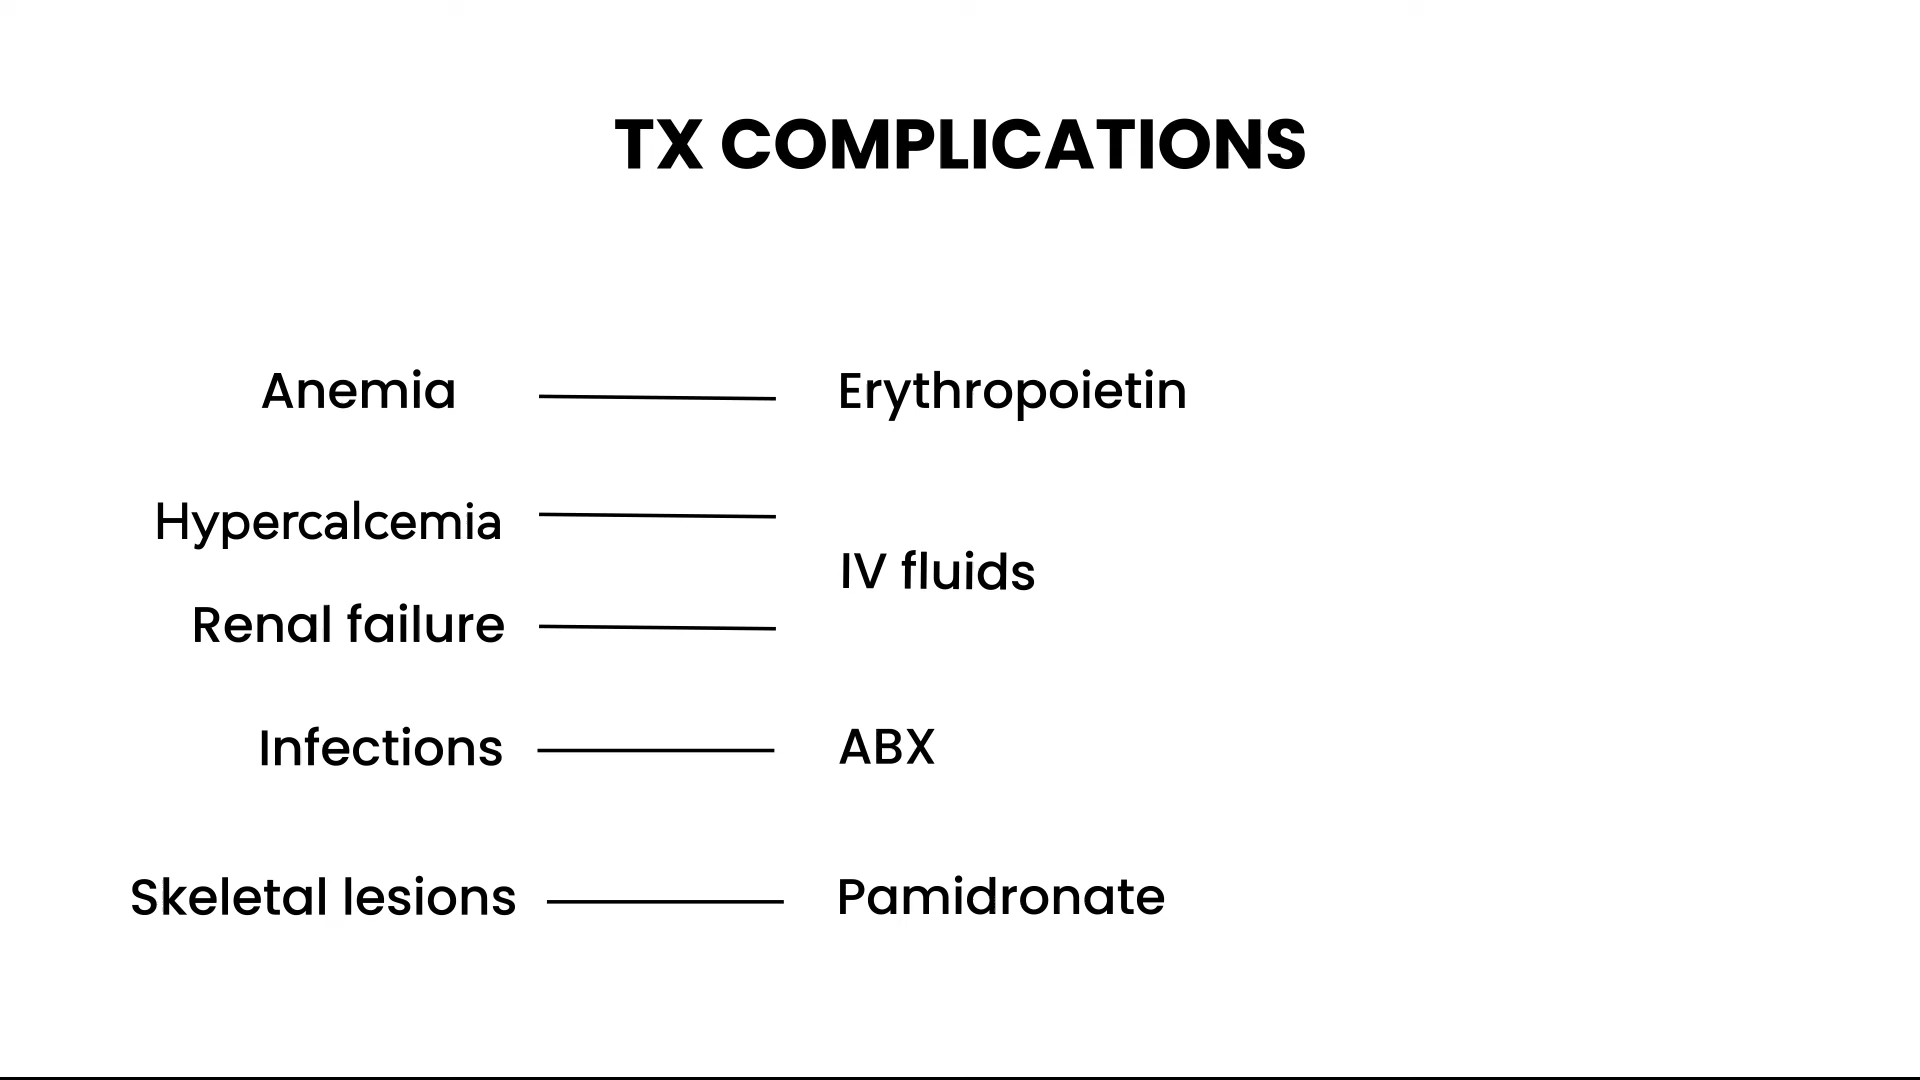 TX COMPLICATIONS
Anemia
Erythropoietin
Hypercalcemia
IV fluids
Renal failure
Infections
ABX
Skeletal lesions
Pamidronate